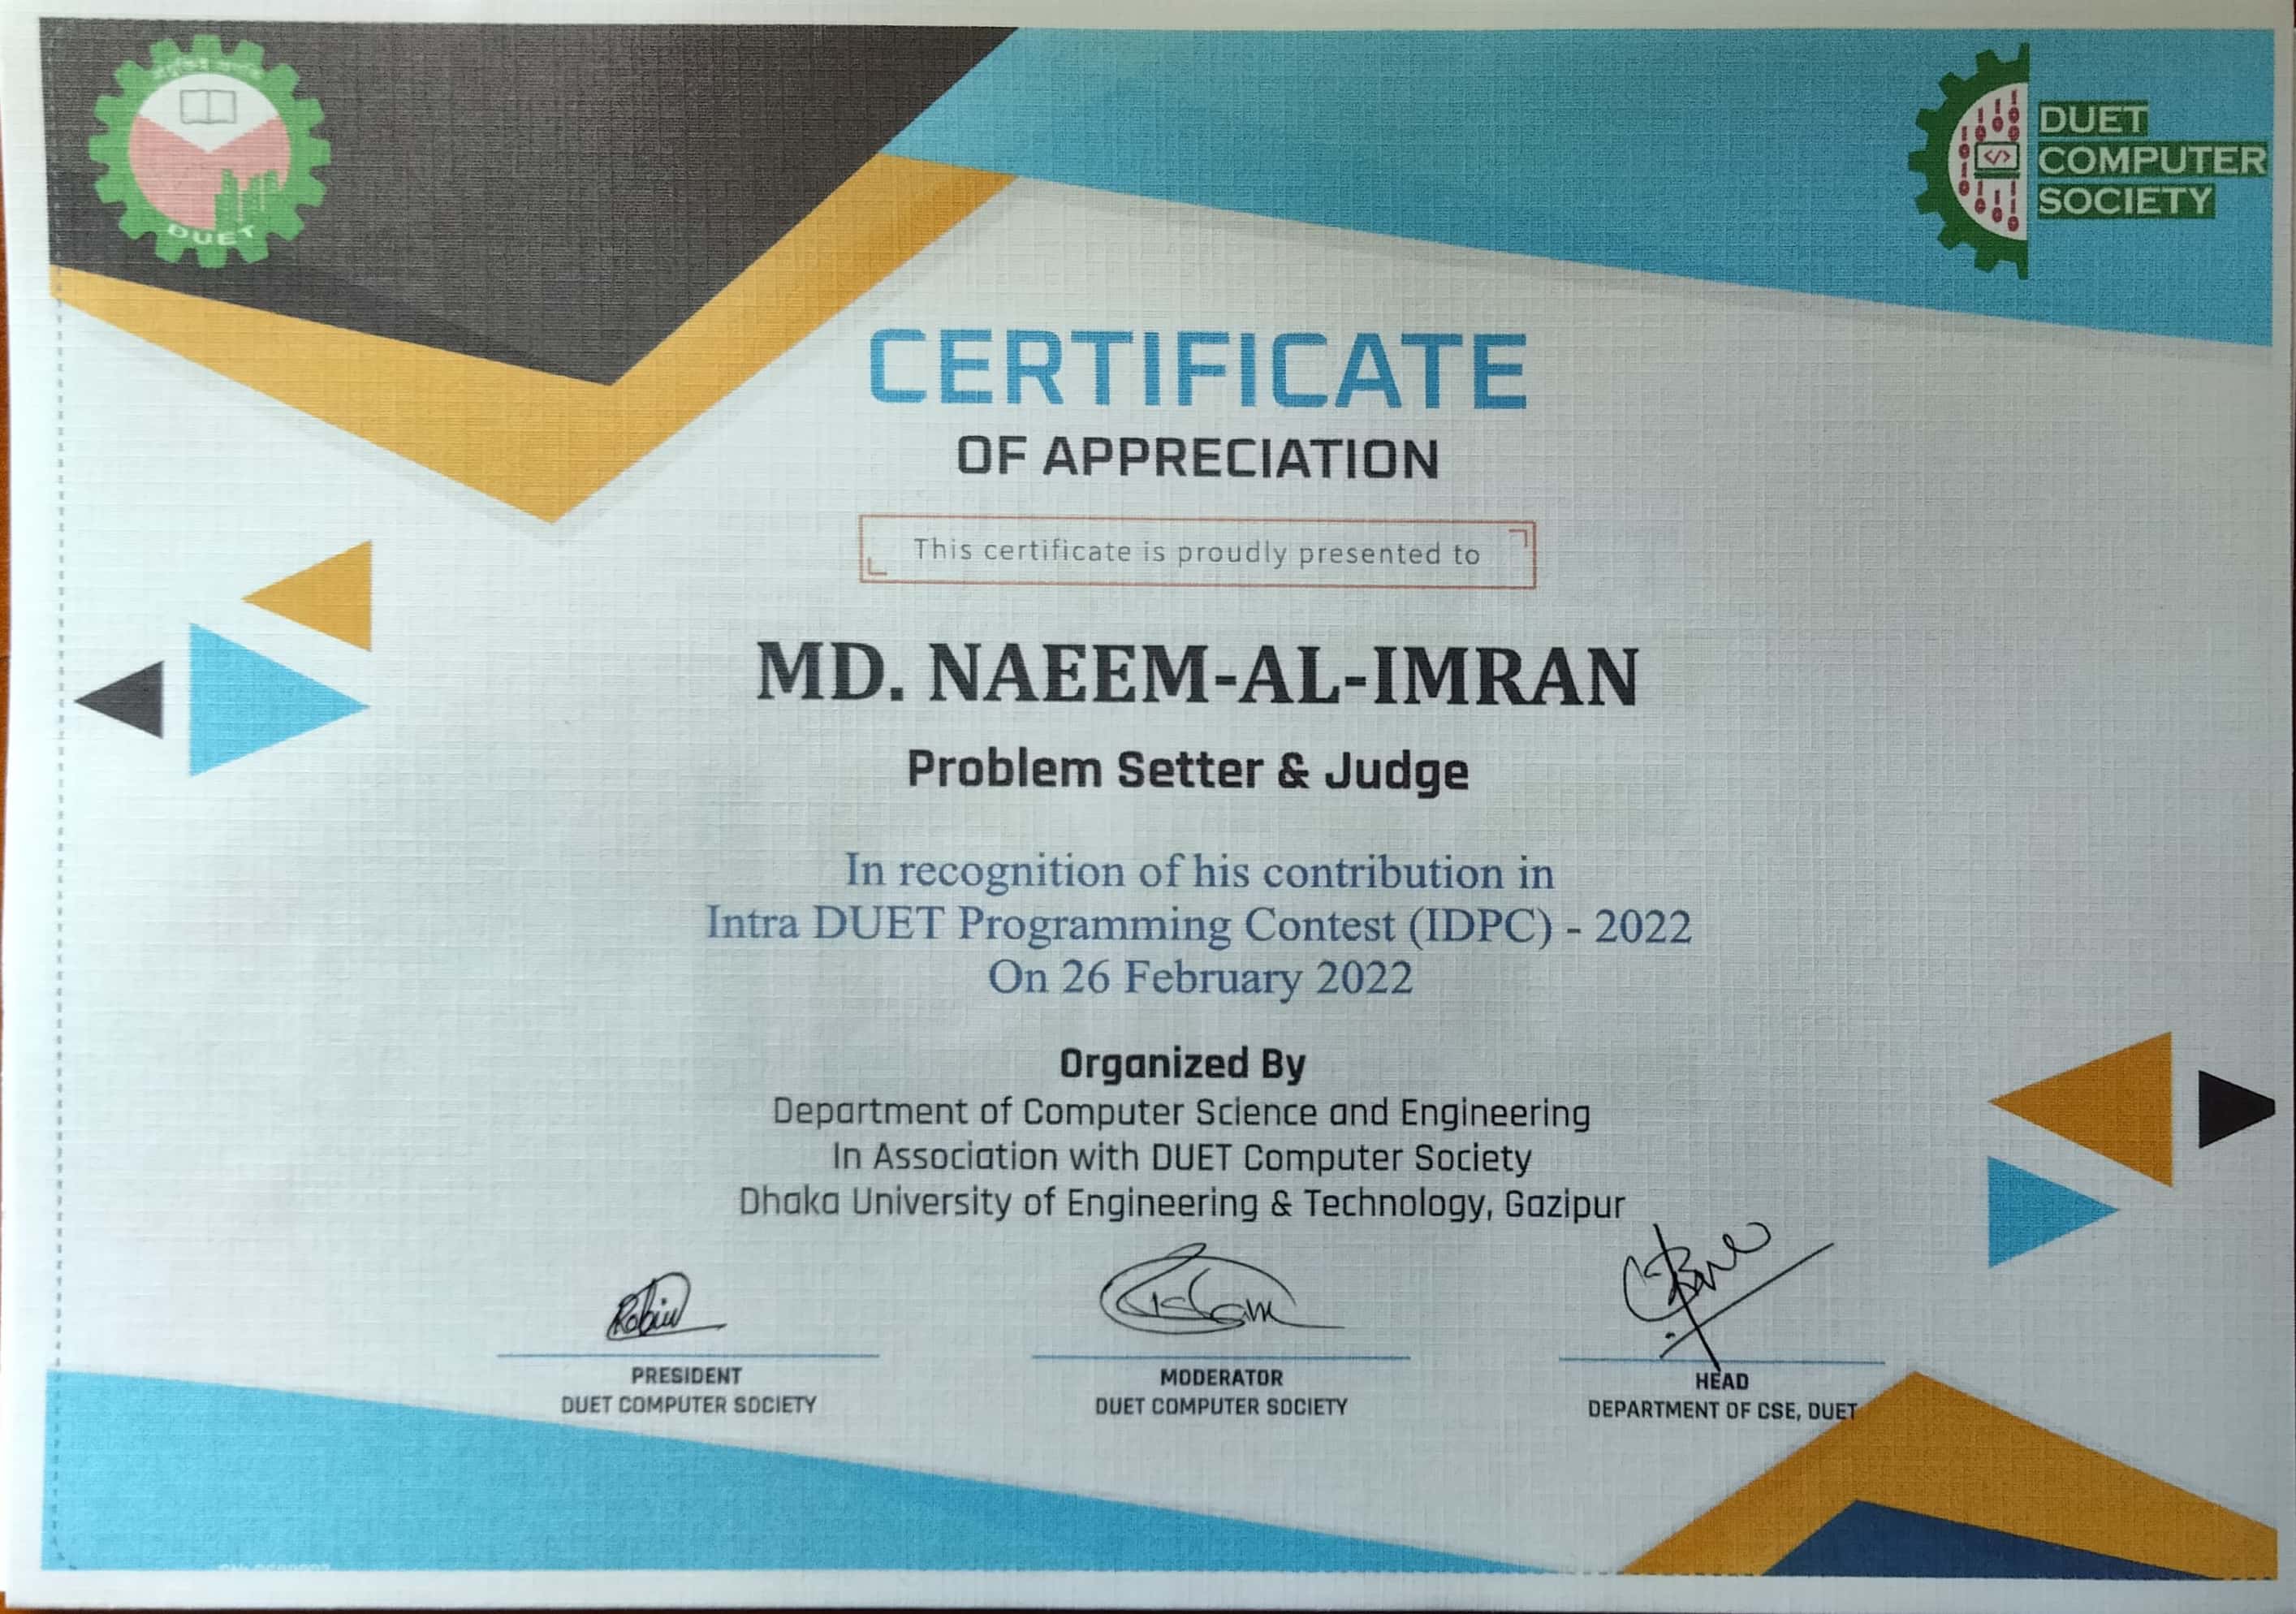 DUET
DUET
COMPUTER
SOCIETY
CERTIFICATE
OF APPRECIATION
This certificate is proudly presented to
MD. NAEEM-AL-IMRAN
Problem Setter & Judge
In recognition of his contribution in
Intra DUET Programming Contest (IDPC) - 2022
On 26 February 2022
Organized By
Department of Computer Science and Engineering
In Association with DUET Computer Society
Dhaka University of Engineering & Technology, Gazipur
PRESIDENT
DUET COMPUTER SOCIETY
MODERATOR
DUET COMPUTER SOCIETY
HEAD
DEPARTMENT OF CSE, DUET